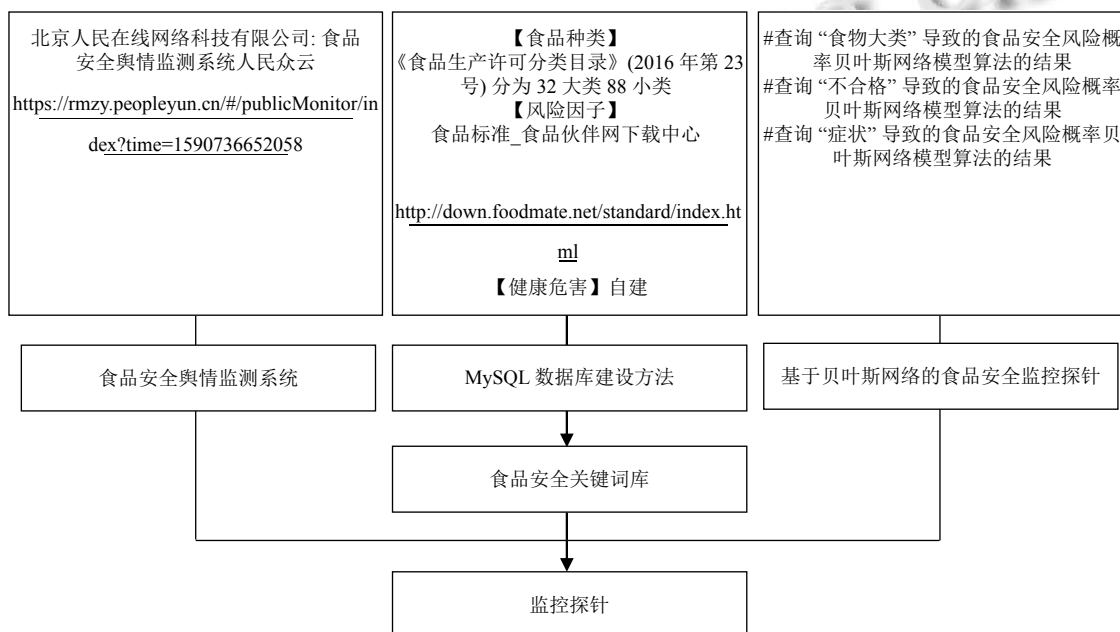 北京人民在线网络科技有限公司: 食品
安全舆情监测系统人民众云
https://rmzy.peopleyun.cn/#/publicMonitor/in
dex?time=1590736652058
【食品种类】
《食品生产许可分类目录》(2016 年第 23
号) 分为 32 大类 88 小类
【风险因子】
食品标准_食品伙伴网下载中心
http://down.foodmate.net/standard/index.ht
ml
【健康危害】自建
#查询 “食物大类” 导致的食品安全风险概
率贝叶斯网络模型算法的结果
#查询 “不合格” 导致的食品安全风险概率
贝叶斯网络模型算法的结果
#查询 “症状” 导致的食品安全风险概率贝
叶斯网络模型算法的结果
食品安全舆情监测系统
MySQL 数据库建设方法
基于贝叶斯网络的食品安全监控探针
食品安全关键词库
监控探针